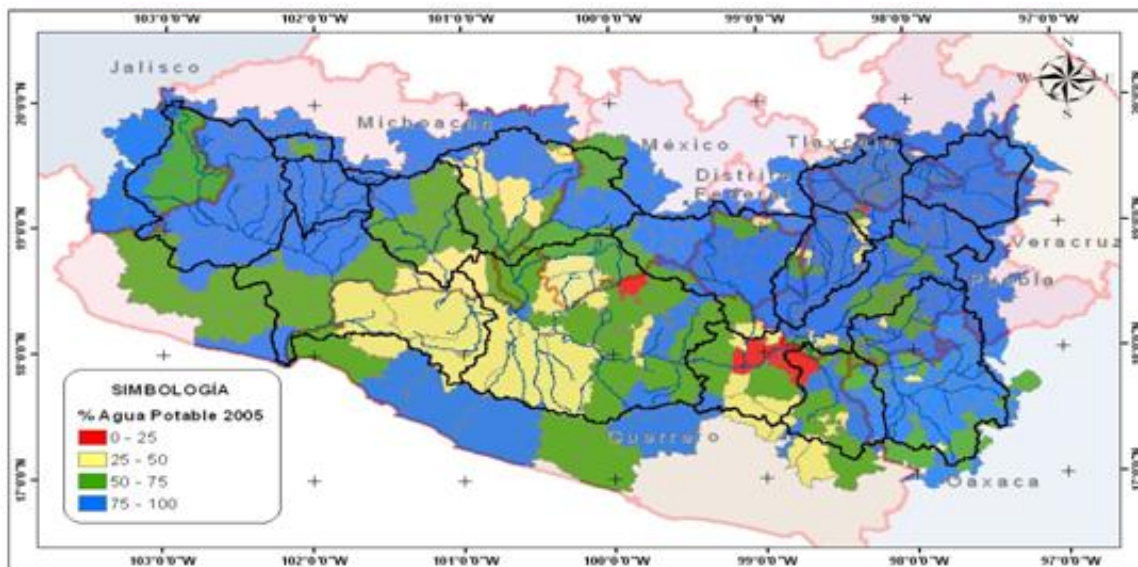 103°0'0"W 102°0'0"W 101°0'0"W 100°0'0"W 99°0'0"W 98°0'0"W 97°0'0"W
N
W E
S
Jalisco
Michoacán
México
Tlaxcala
Distrito
Federal
Veracruz
Puebla
Guerrero
Oaxaca
SIMBOLOGÍA
% Agua Potable 2005
0 - 25
25 - 50
50 - 75
75 - 100
103°0'0"W 102°0'0"W 101°0'0"W 100°0'0"W 99°0'0"W 98°0'0"W 97°0'0"W